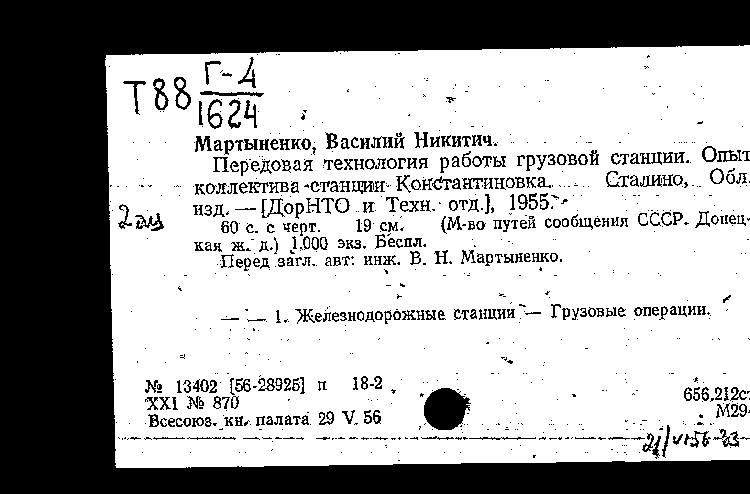 Т88 Г-4
1624
Мартыненко, Василий Никитич.
Передовая технология работы грузовой станции. Опыт
коллектива станции Константиновка. Сталино, Обл.
изд. — [ДорНТО и Техн. отд.], 1955.
2 экз
60 с. с черт. 19 см. (М-во путей сообщения СССР. Донец-
кая ж. д.) 1.000 экз. Беспл.
Перед загл. авт: инж. В. Н. Мартыненко.
— — 1. Железнодорожные станции — Грузовые операции.
№ 13402 [56-28925] п 18-2
XXI № 870
656.212с
Всесоюз. кн. палата 29 V. 56
М29